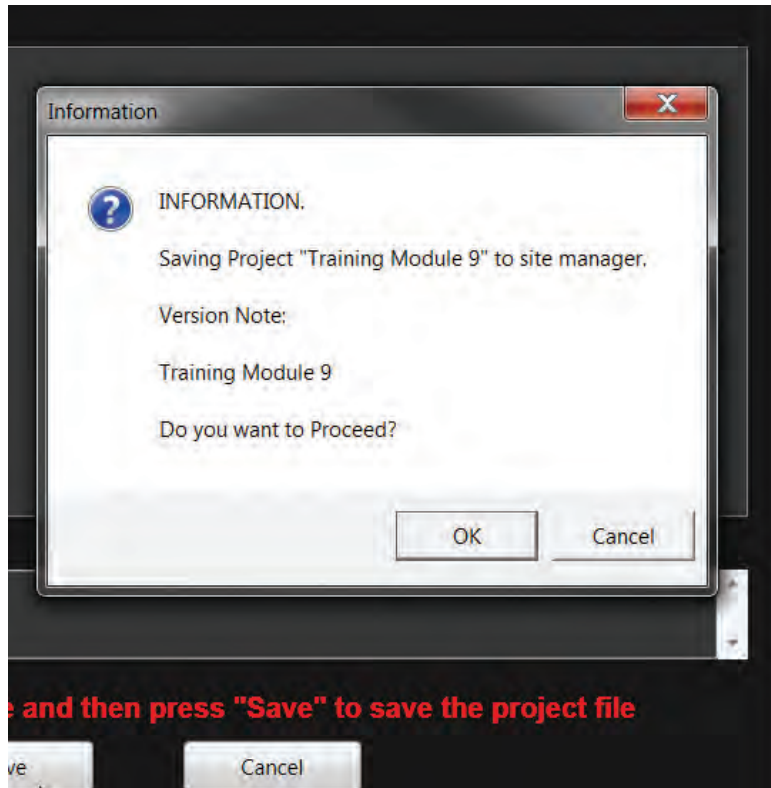 Information
INFORMATION.
Saving Project "Training Module 9" to site manager.
Version Note:
Training Module 9
Do you want to Proceed?
OK Cancel
and then press "Save" to save the project file
Cancel